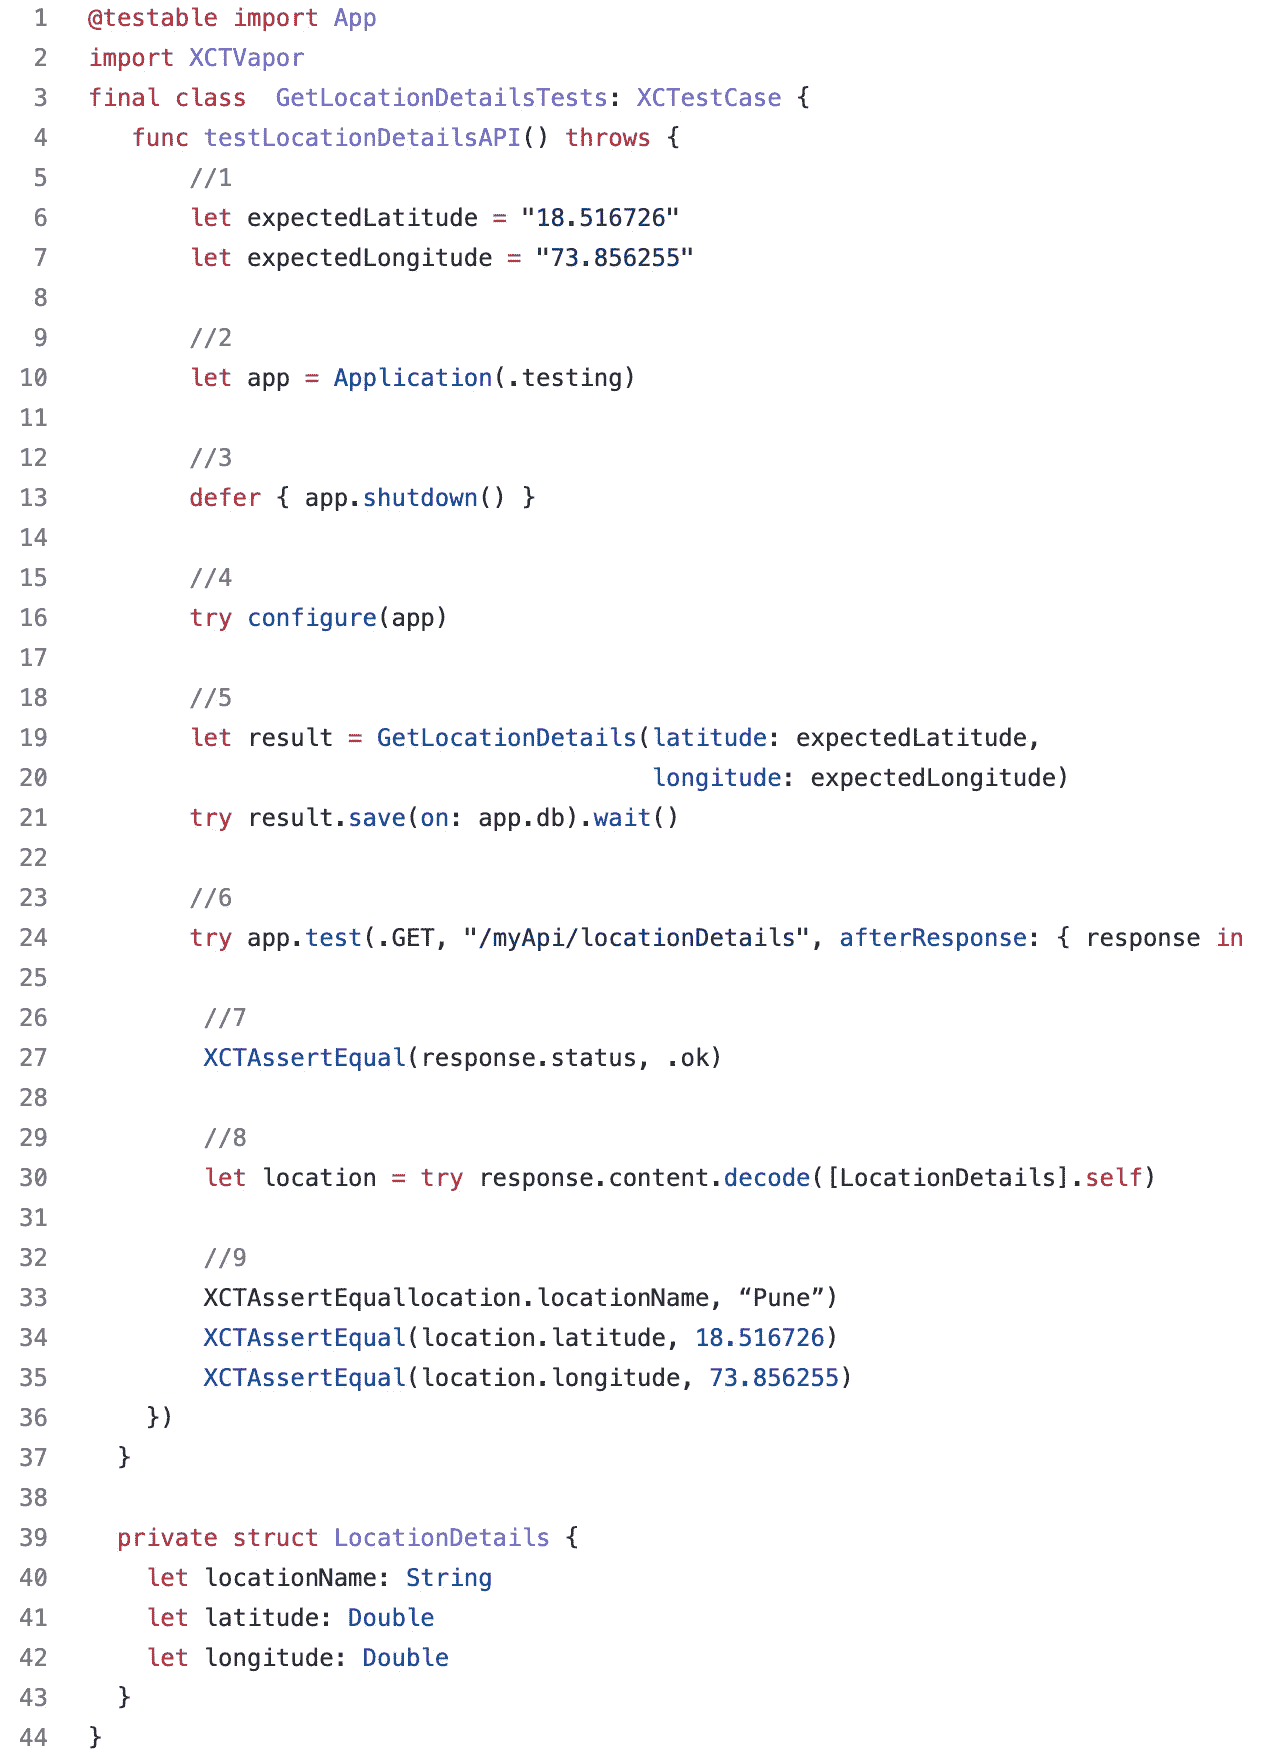 1 @testable import App
2 import XCTVapor
3 final class  GetLocationDetailsTests: XCTestCase {
4    func testLocationDetailsAPI() throws {
5        //1
6        let expectedLatitude = "18.516726"
7        let expectedLongitude = "73.856255"
8
9        //2
10        let app = Application(.testing)
11
12        //3
13        defer { app.shutdown() }
14
15        //4
16        try configure(app)
17
18        //5
19        let result = GetLocationDetails(latitude: expectedLatitude,
20                                        longitude: expectedLongitude)
21        try result.save(on: app.db).wait()
22
23        //6
24        try app.test(.GET, "/myApi/locationDetails", afterResponse: { response in
25
26         //7
27         XCTAssertEqual(response.status, .ok)
28
29         //8
30         let location = try response.content.decode([LocationDetails].self)
31
32         //9
33         XCTAssertEquallocation.locationName, “Pune”)
34         XCTAssertEqual(location.latitude, 18.516726)
35         XCTAssertEqual(location.longitude, 73.856255)
36     })
37   }
38
39   private struct LocationDetails {
40     let locationName: String
41     let latitude: Double
42     let longitude: Double
43   }
44 }